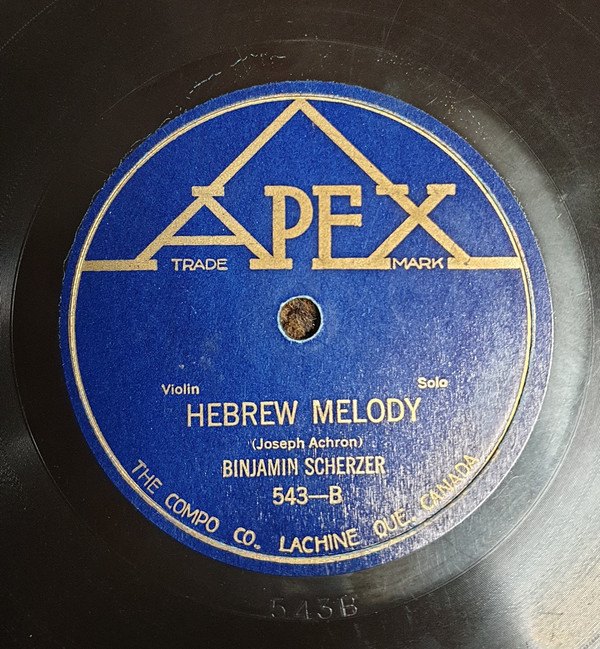 APEX
TRADE MARK
Violin Solo
HEBREW MELODY
(Joseph Achron)
BINJAMIN SCHERZER
543—B
THE COMPO CO. LACHINE QUE. CANADA
543B